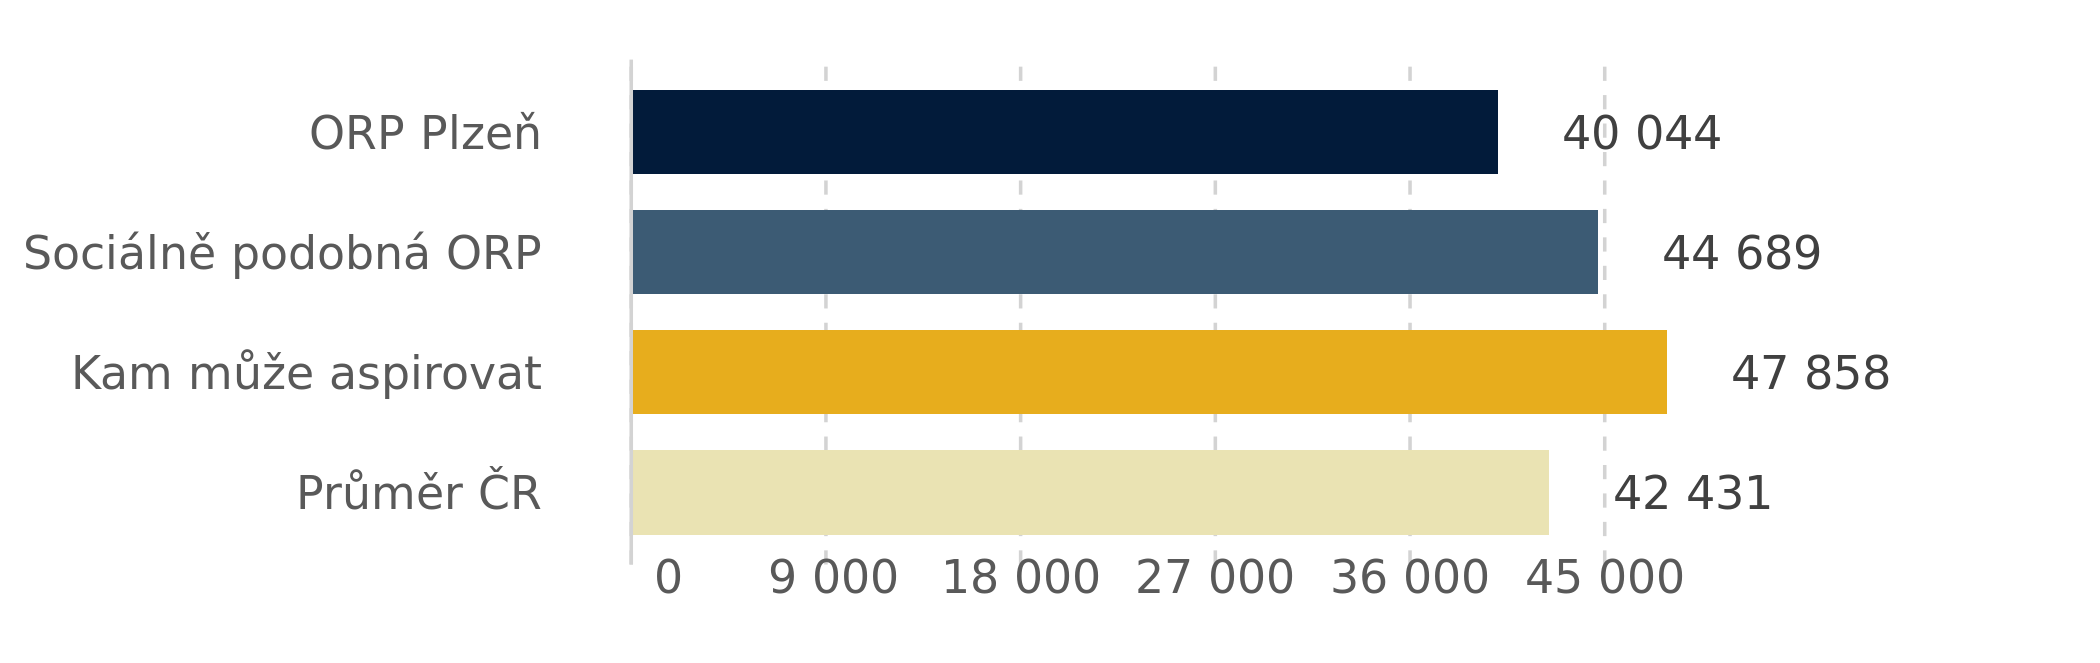 ORP Plzeň 40 044
Sociálně podobná ORP 44 689
Kam může aspirovat 47 858
Průměr ČR 42 431
0 9 000 18 000 27 000 36 000 45 000